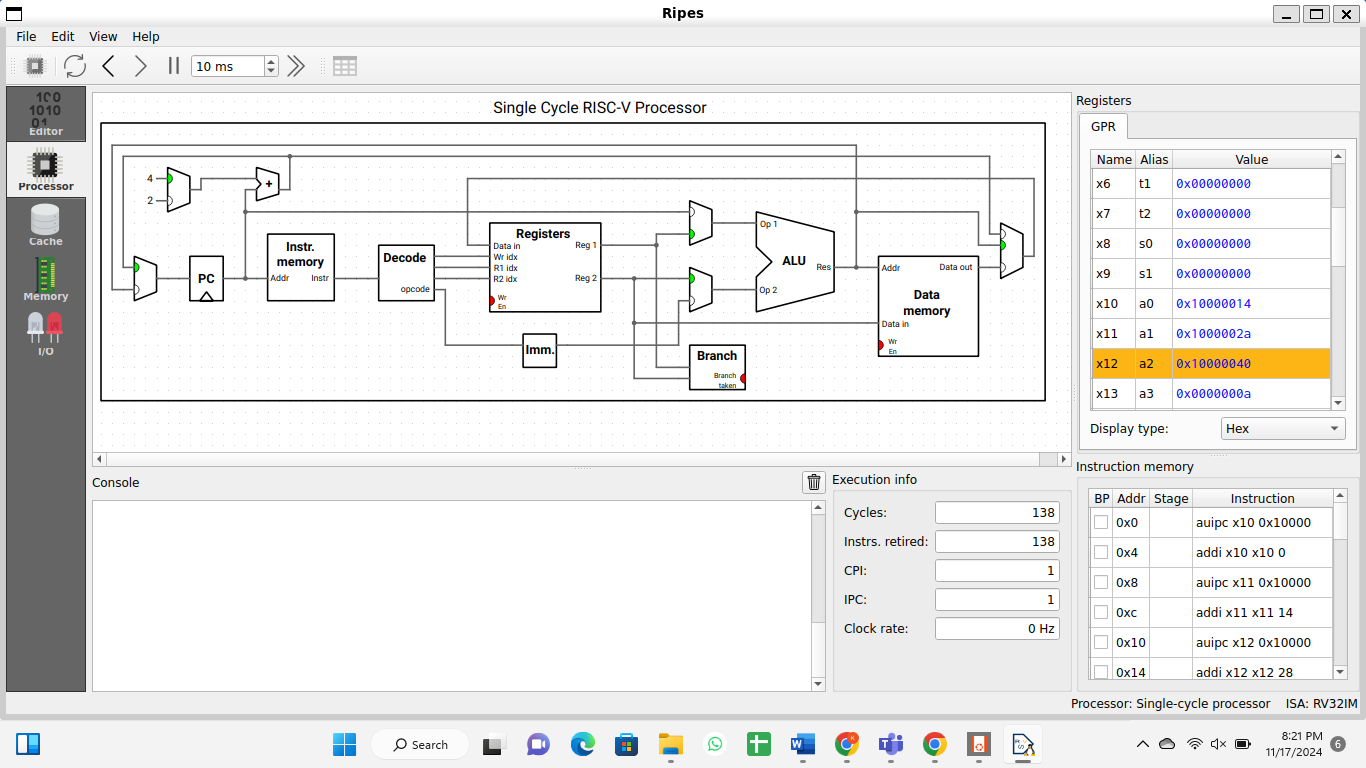 Ripes
File Edit View Help
10 ms
Editor
Processor
Cache
Memory
I/O
Single Cycle RISC-V Processor
4
2
+
PC
Instr.
memory
Addr
Instr
Decode
opcode
Registers
Data in
Wr idx
R1 idx
R2 idx
Wr
En
Reg 1
Reg 2
Imm.
Op 1
Op 2
ALU
Res
Branch
Branch
taken
Addr
Data out
Data
memory
Data in
Wr
En
Registers
GPR
Name Alias Value
x6 t1 0x00000000
x7 t2 0x00000000
x8 s0 0x00000000
x9 s1 0x00000000
x10 a0 0x10000014
x11 a1 0x1000002a
x12 a2 0x10000040
x13 a3 0x0000000a
Display type: Hex
Console
Execution info
Cycles: 138
Instrs. retired: 138
CPI: 1
IPC: 1
Clock rate: 0 Hz
Instruction memory
BP Addr Stage Instruction
0x0 auipc x10 0x10000
0x4 addi x10 x10 0
0x8 auipc x11 0x10000
0xc addi x11 x11 14
0x10 auipc x12 0x10000
0x14 addi x12 x12 28
Processor: Single-cycle processor ISA: RV32IM
Search
8:21 PM
11/17/2024
6